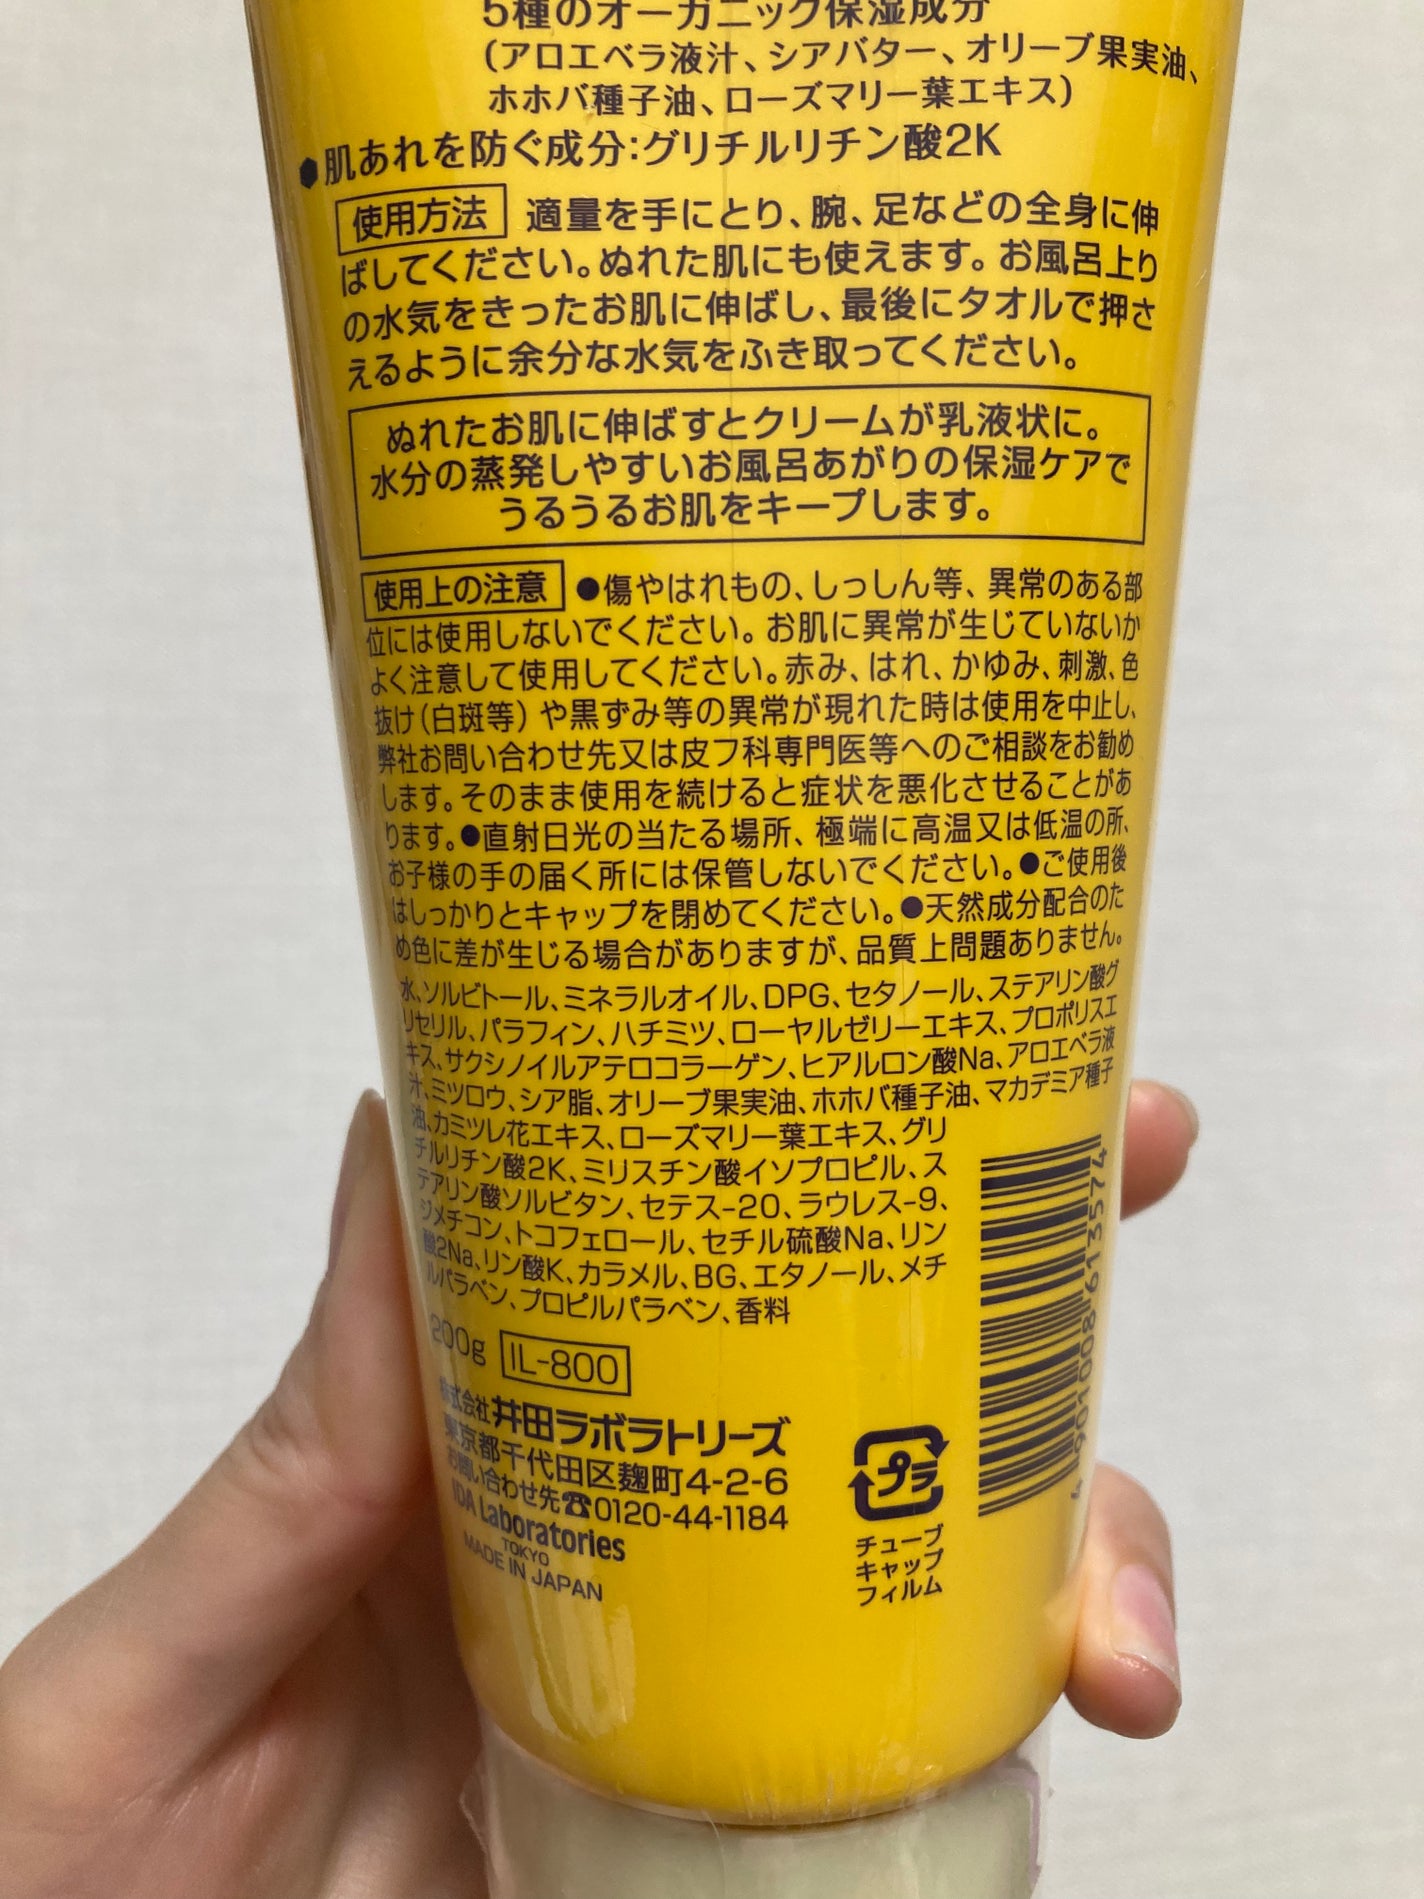 5種のオーガニック保湿成分
(アロエベラ液汁、シアバター、オリーブ果実油、
ホホバ種子油、ローズマリー葉エキス)
●肌あれを防ぐ成分:グリチルリチン酸2K
使用方法 適量を手にとり、腕、足などの全身に伸
ばしてください。ぬれた肌にも使えます。お風呂上り
の水気をきったお肌に伸ばし、最後にタオルで押さ
えるように余分な水気をふき取ってください。
ぬれたお肌に伸ばすとクリームが乳液状に。
水分の蒸発しやすいお風呂あがりの保湿ケアで
うるうるお肌をキープします。
使用上の注意 ●傷やはれもの、しっしん等、異常のある部
位には使用しないでください。お肌に異常が生じていないか
よく注意して使用してください。赤み、はれ、かゆみ、刺激、色
抜け(白斑等)や黒ずみ等の異常が現れた時は使用を中止し、
弊社お問い合わせ先又は皮フ科専門医等へのご相談をお勧め
します。そのまま使用を続けると症状を悪化させることがあ
ります。●直射日光の当たる場所、極端に高温又は低温の所、
お子様の手の届く所には保管しないでください。●ご使用後
はしっかりとキャップを閉めてください。●天然成分配合のた
め色に差が生じる場合がありますが、品質上問題ありません。
水、ソルビトール、ミネラルオイル、DPG、セタノール、ステアリン酸グ
リセリル、パラフィン、ハチミツ、ローヤルゼリーエキス、プロポリスエ
キス、サクシノイルアテロコラーゲン、ヒアルロン酸Na、アロエベラ液
汁、ミツロウ、シア脂、オリーブ果実油、ホホバ種子油、マカデミア種子
油、カミツレ花エキス、ローズマリー葉エキス、グリ
チルリチン酸2K、ミリスチン酸イソプロピル、ス
テアリン酸ソルビタン、セテス-20、ラウレス-9、
ジメチコン、トコフェロール、セチル硫酸Na、リン
酸2Na、リン酸K、カラメル、BG、エタノール、メチ
ルパラベン、プロピルパラベン、香料
200g IL-800
株式会社 井田ラボラトリーズ
東京都千代田区麹町4-2-6
お問い合わせ先☎0120-44-1184
IDA Laboratories
TOKYO
MADE IN JAPAN
プラ
チューブ
キャップ
フィルム
4 901008 613574